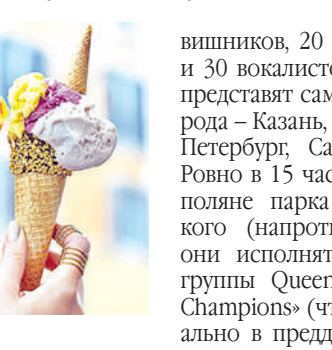 вишников, 20
и 30 вокалисто
представят сам
рода – Казань,
Петербург, Са
Ровно в 15 час
поляне парка
кого (напроти
они исполнят
группы Queen
Champions» (чт
ально в предд